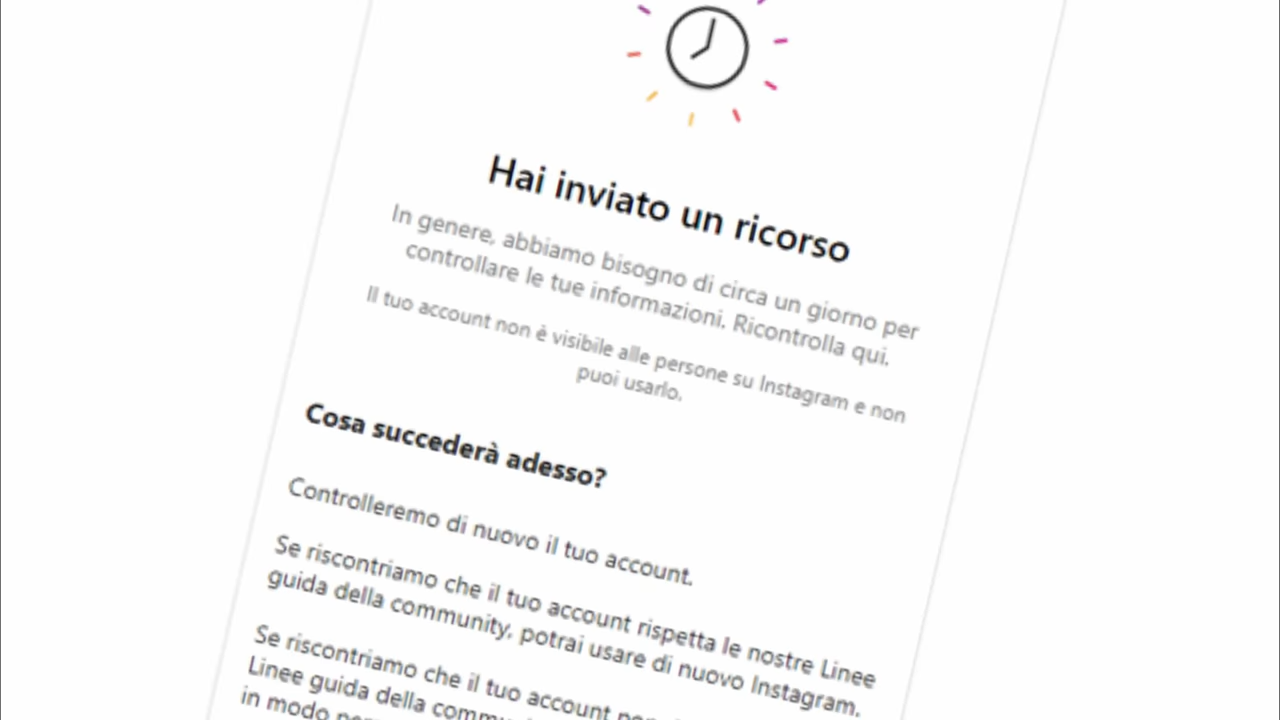 Hai inviato un ricorso
In genere, abbiamo bisogno di circa un giorno per
controllare le tue informazioni. Ricontrolla qui.
Il tuo account non è visibile alle persone su Instagram e non
puoi usarlo.
Cosa succederà adesso?
Controlleremo di nuovo il tuo account.
Se riscontriamo che il tuo account rispetta le nostre Linee
guida della community, potrai usare di nuovo Instagram.
Se riscontriamo che il tuo account
Linee guida della
in modo